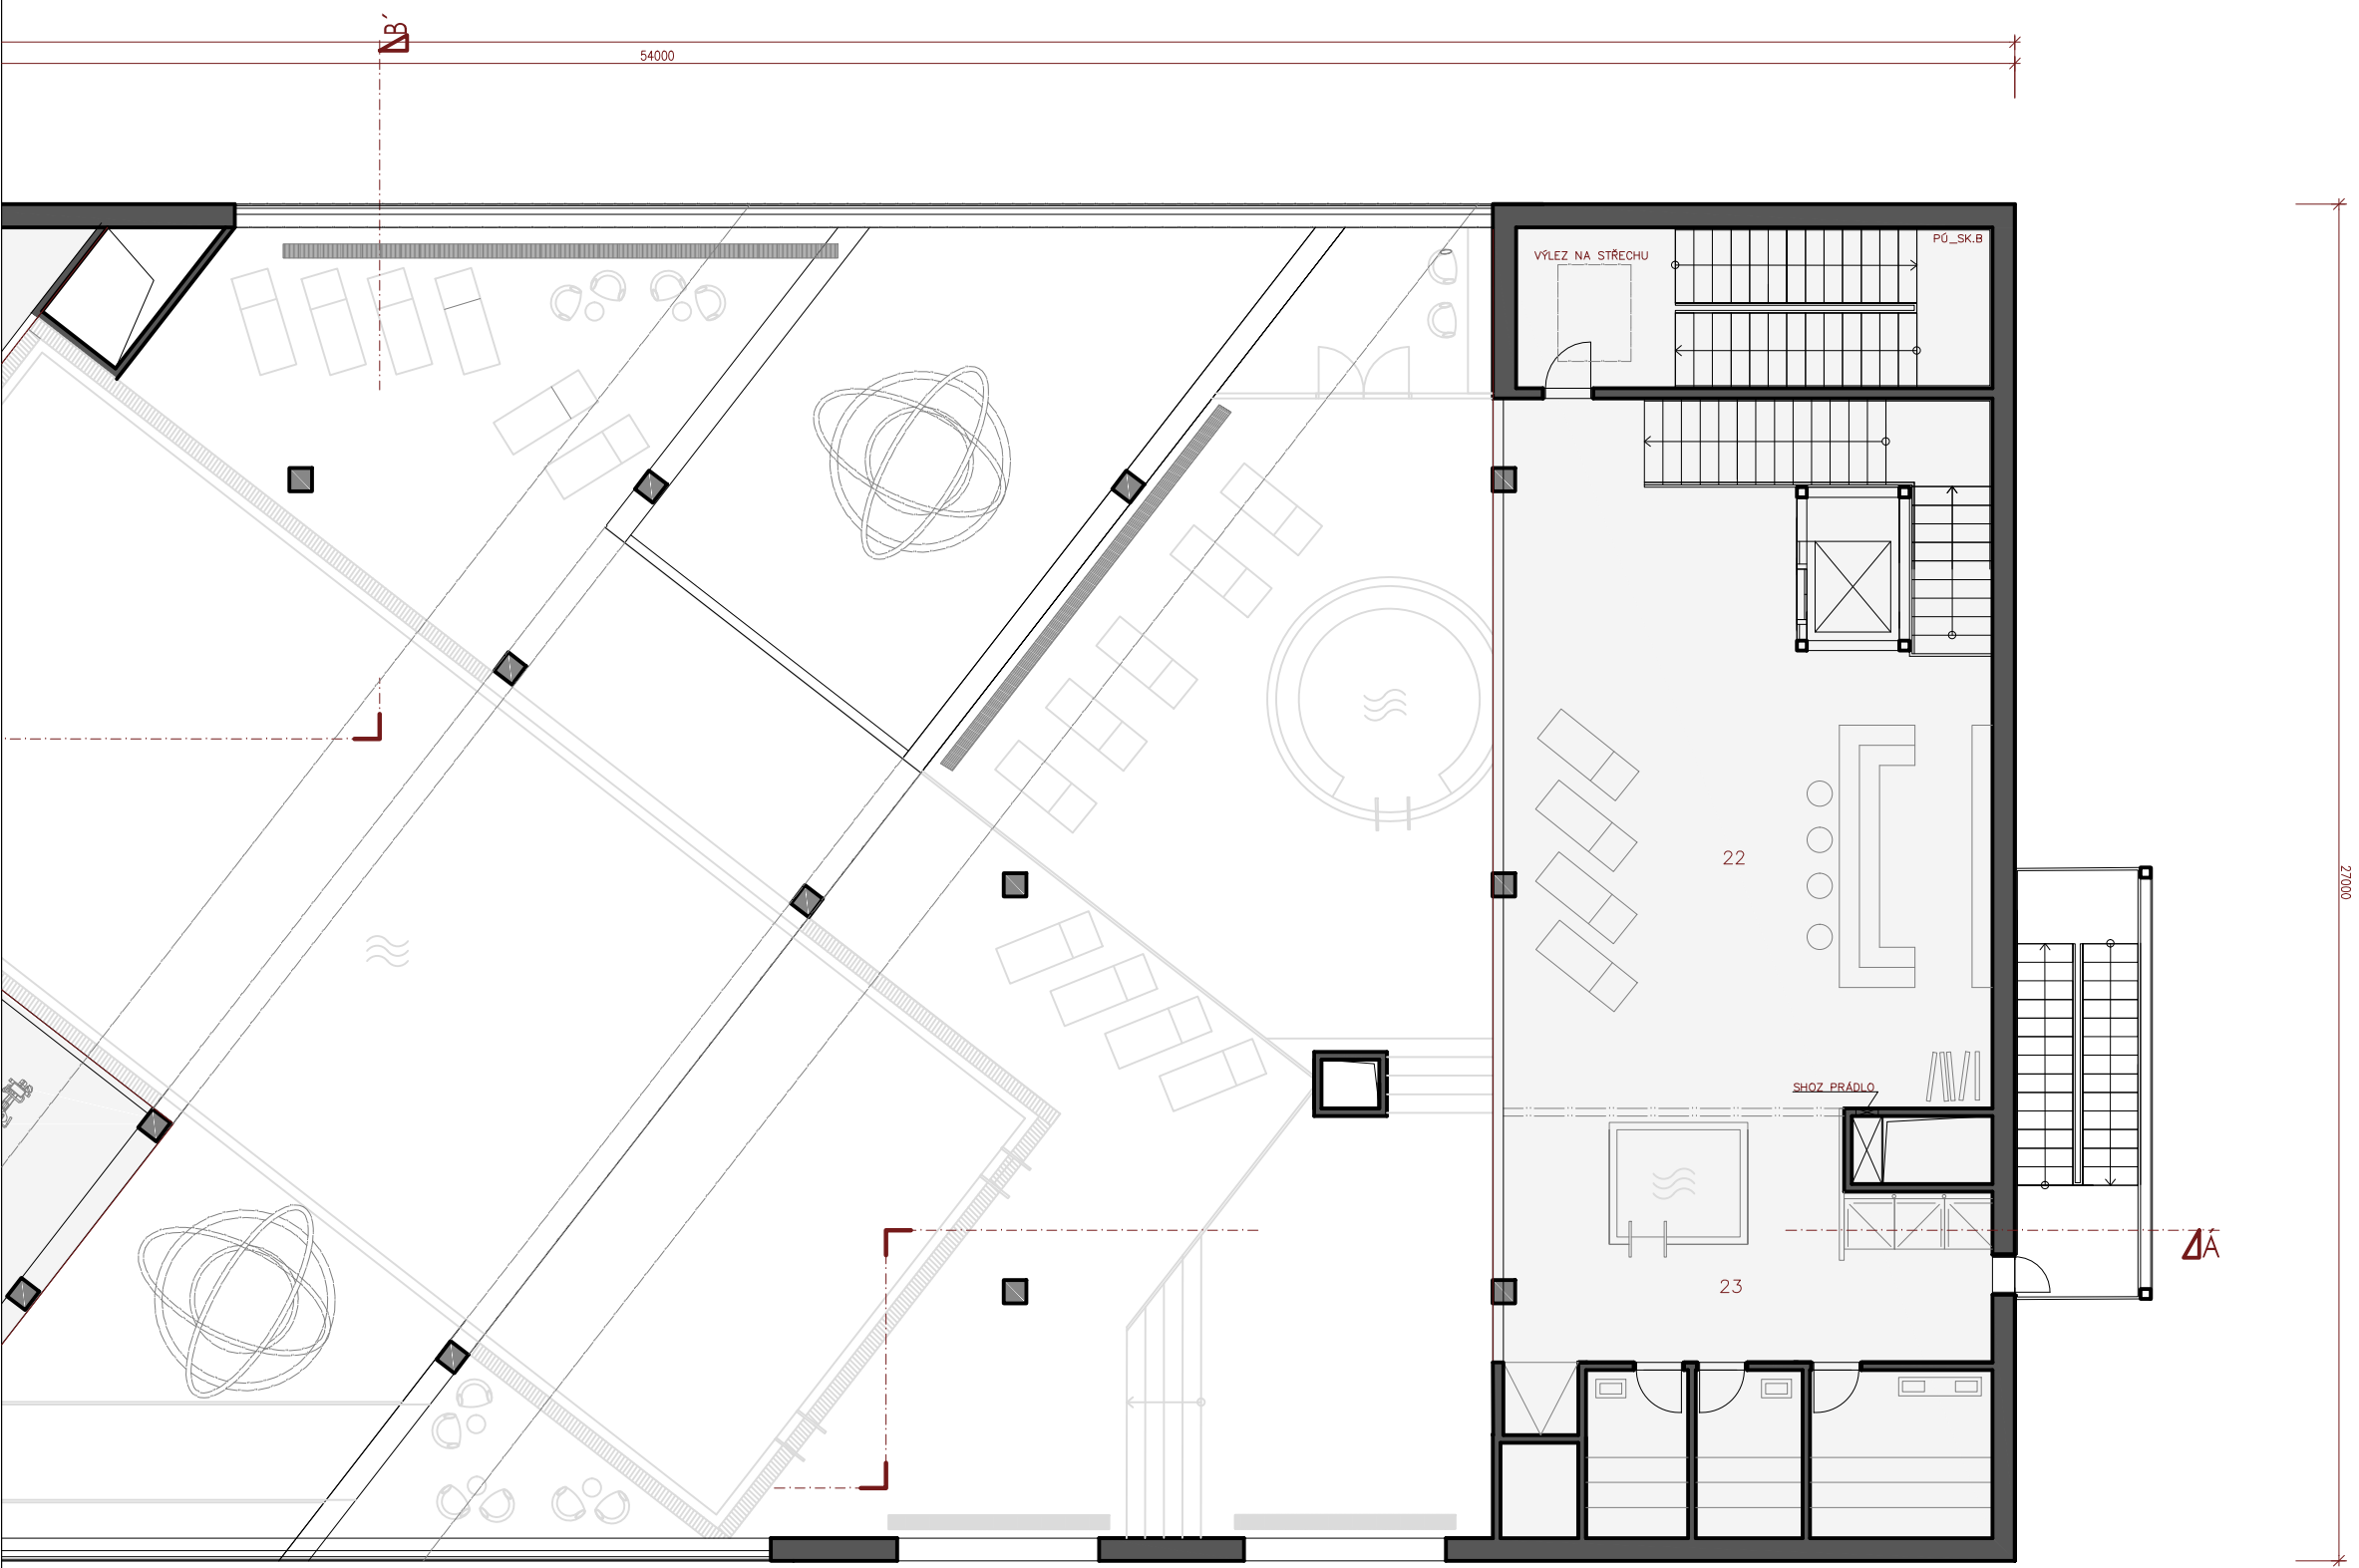 B´
54000
PÚ_SK.B
VÝLEZ NA STŘECHU
22
27000
SHOZ PRÁDLO
Á
23